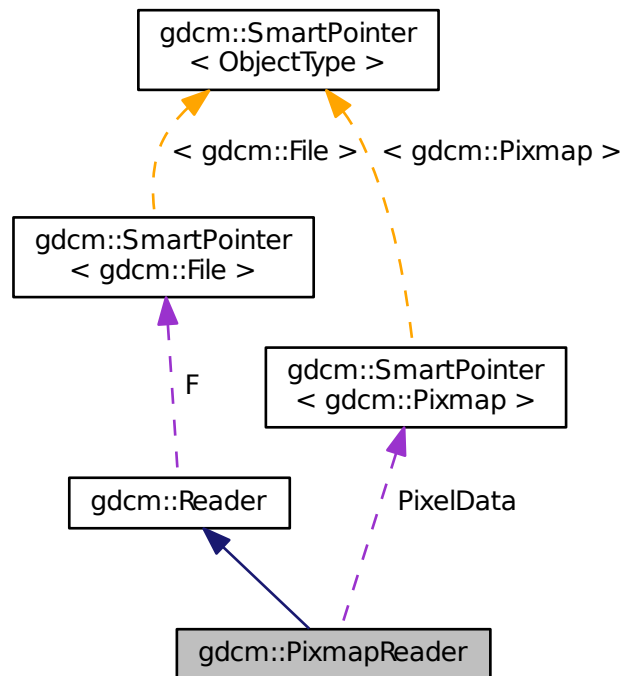 gdcm::SmartPointer
< ObjectType >
< gdcm::File >
< gdcm::Pixmap >
gdcm::SmartPointer
< gdcm::File >
gdcm::SmartPointer
< gdcm::Pixmap >
F
gdcm::Reader
PixelData
gdcm::PixmapReader